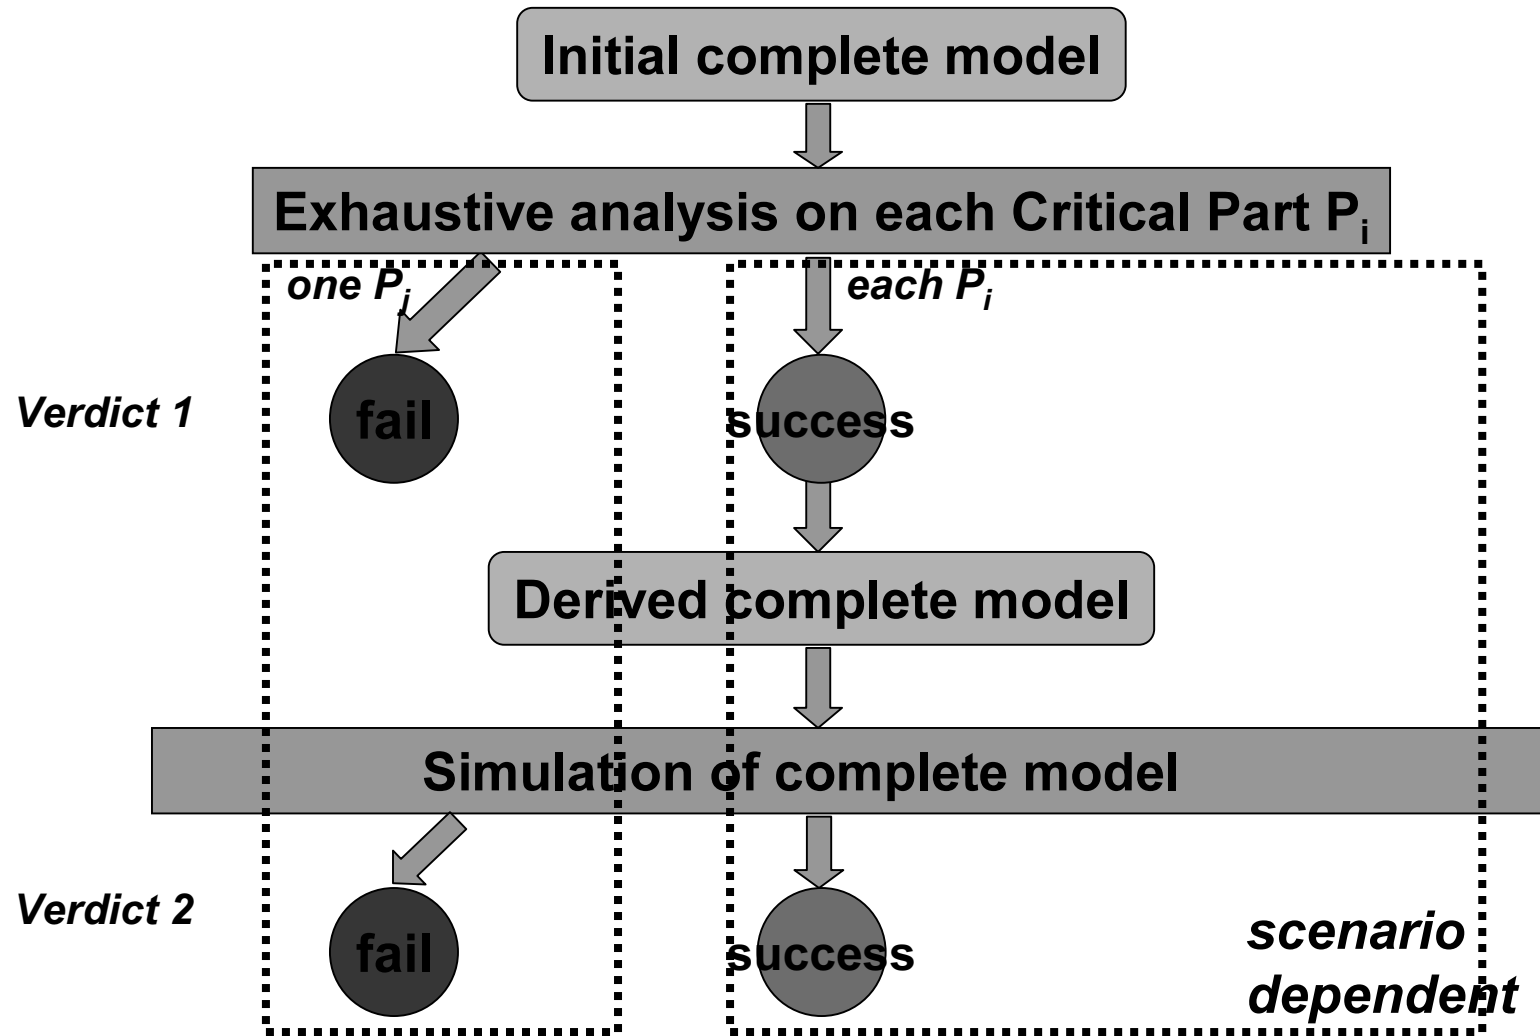 Initial complete model
Exhaustive analysis on each Critical Part Pi
one Pj
each Pi
Verdict 1
fail
success
Derived complete model
Simulation of complete model
Verdict 2
fail
success
scenario
dependent